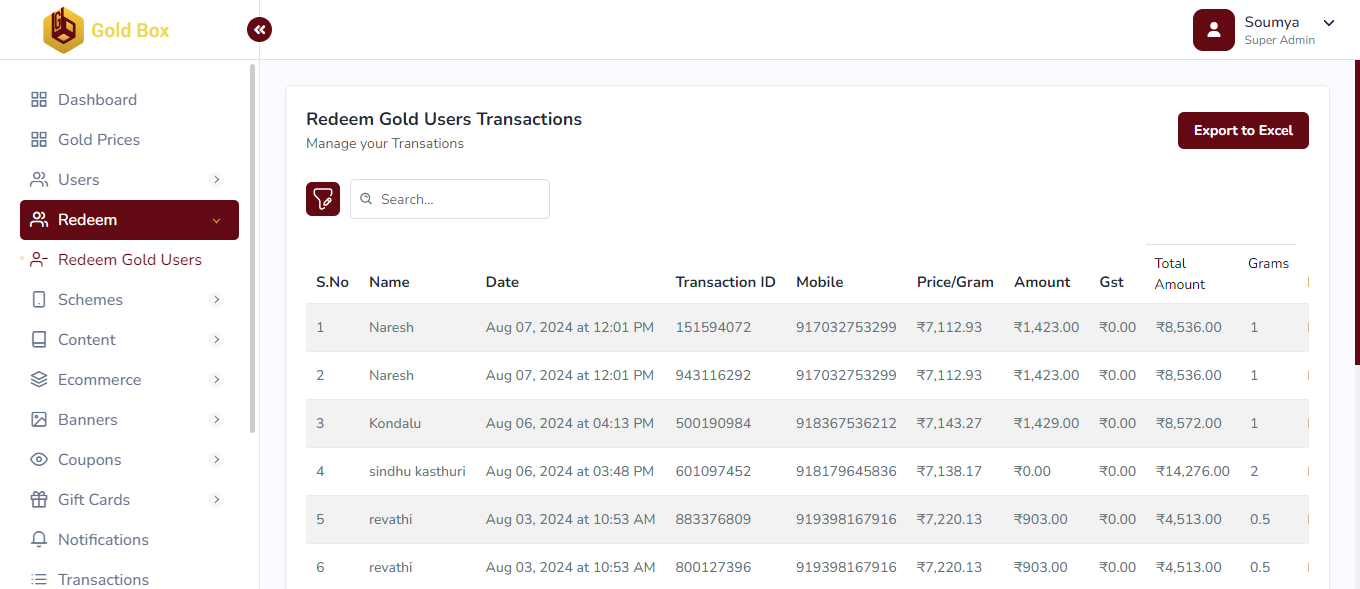 Gold Box
Soumya
Super Admin
Dashboard
Gold Prices
Users
Redeem
Redeem Gold Users
Schemes
Content
Ecommerce
Banners
Coupons
Gift Cards
Notifications
Transactions
Redeem Gold Users Transactions
Manage your Transations
Export to Excel
Search...
S.No Name Date Transaction ID Mobile Price/Gram Amount Gst Total Amount Grams
1 Naresh Aug 07, 2024 at 12:01 PM 151594072 917032753299 ₹7,112.93 ₹1,423.00 ₹0.00 ₹8,536.00 1
2 Naresh Aug 07, 2024 at 12:01 PM 943116292 917032753299 ₹7,112.93 ₹1,423.00 ₹0.00 ₹8,536.00 1
3 Kondalu Aug 06, 2024 at 04:13 PM 500190984 918367536212 ₹7,143.27 ₹1,429.00 ₹0.00 ₹8,572.00 1
4 sindhu kasthuri Aug 06, 2024 at 03:48 PM 601097452 918179645836 ₹7,138.17 ₹0.00 ₹0.00 ₹14,276.00 2
5 revathi Aug 03, 2024 at 10:53 AM 883376809 919398167916 ₹7,220.13 ₹903.00 ₹0.00 ₹4,513.00 0.5
6 revathi Aug 03, 2024 at 10:53 AM 800127396 919398167916 ₹7,220.13 ₹903.00 ₹0.00 ₹4,513.00 0.5